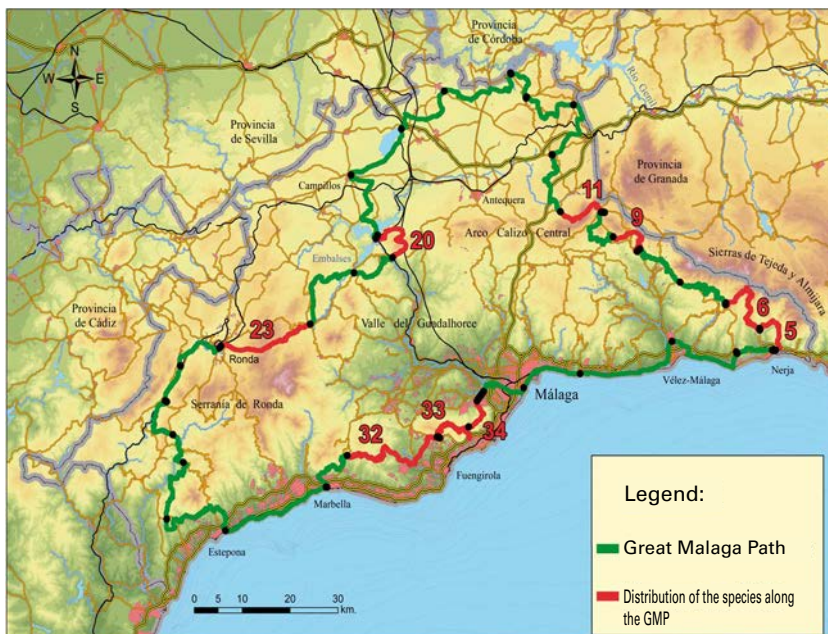 Provincia
de Córdoba
N
W E
S
Río Genil
Provincia
de Sevilla
Provincia
de Granada
Campillos
Antequera
11
9
20
Arco Calizo Central
Sierras de Tejeda y Almijara
Embalses
Provincia
de Cádiz
23
Valle del Guadalhorce
6
5
Ronda
Vélez-Málaga
Nerja
Málaga
Serranía de Ronda
33
32
34
Fuengirola
Marbella
Estepona
Legend:
Great Malaga Path
Distribution of the species along
the GMP
0 5 10 20 30
km.